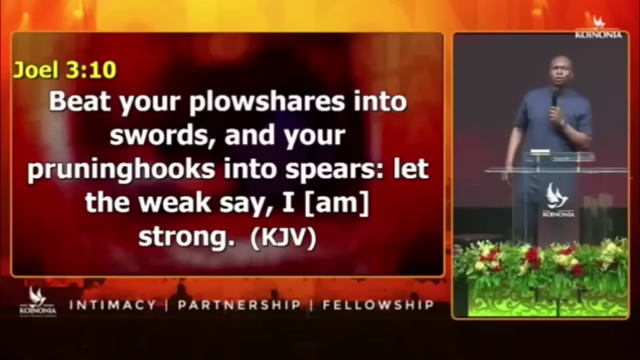 KOINONIA
Joel 3:10
Beat your plowshares into
swords, and your
pruninghooks into spears: let
the weak say, I [am]
strong. (KJV)
KOINONIA
KOINONIA
INTIMACY | PARTNERSHIP | FELLOWSHIP